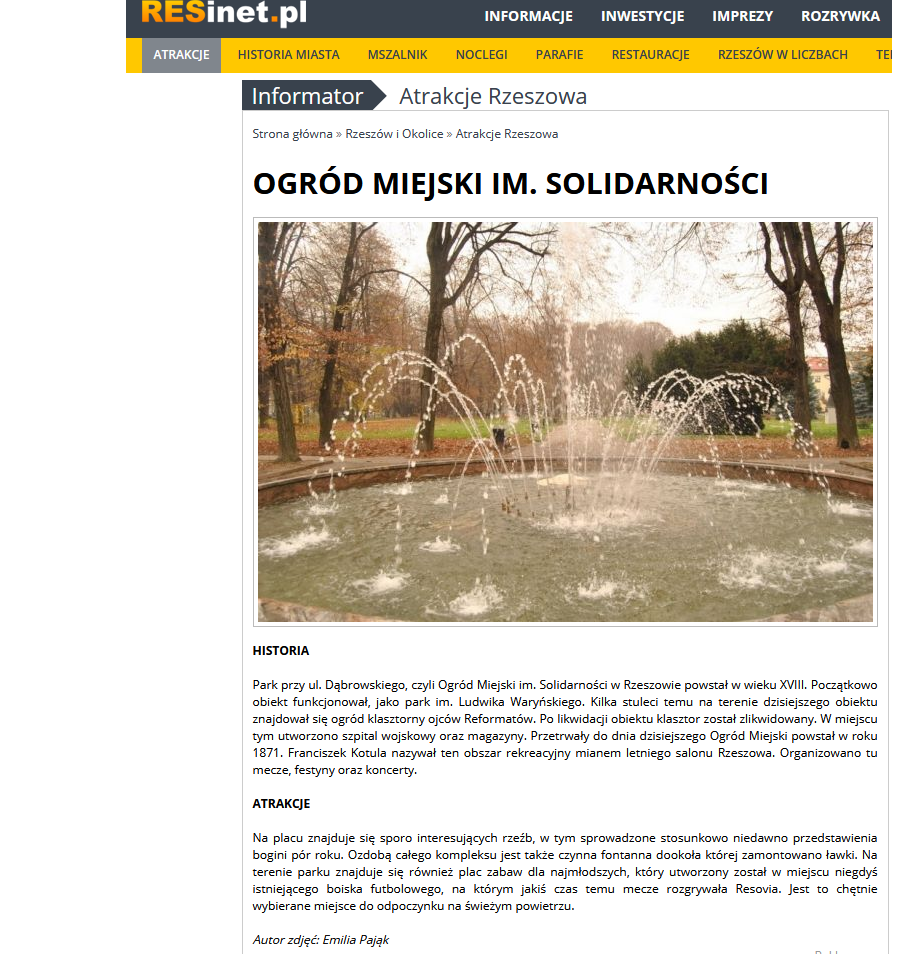 RESinet.pl
INFORMACJE INWESTYCJE IMPREZY ROZRYWKA
ATRAKCJE HISTORIA MIASTA MSZALNIK NOCLEGI PARAFIE RESTAURACJE RZESZÓW W LICZBACH
Informator Atrakcje Rzeszowa
Strona główna » Rzeszów i Okolice » Atrakcje Rzeszowa
OGRÓD MIEJSKI IM. SOLIDARNOŚCI
HISTORIA
Park przy ul. Dąbrowskiego, czyli Ogród Miejski im. Solidarności w Rzeszowie powstał w wieku XVIII. Początkowo
obiekt funkcjonował, jako park im. Ludwika Waryńskiego. Kilka stuleci temu na terenie dzisiejszego obiektu
znajdował się ogród klasztorny ojców Reformatów. Po likwidacji obiektu klasztor został zlikwidowany. W miejscu
tym utworzono szpital wojskowy oraz magazyny. Przetrwały do dnia dzisiejszego Ogród Miejski powstał w roku
1871. Franciszek Kotula nazywał ten obszar rekreacyjny mianem letniego salonu Rzeszowa. Organizowano tu
mecze, festyny oraz koncerty.
ATRAKCJE
Na placu znajduje się sporo interesujących rzeźb, w tym sprowadzone stosunkowo niedawno przedstawienia
bogini pór roku. Ozdobą całego kompleksu jest także czynna fontanna dookoła której zamontowano ławki. Na
terenie parku znajduje się również plac zabaw dla najmłodszych, który utworzony został w miejscu niegdyś
istniejącego boiska futbolowego, na którym jakiś czas temu mecze rozgrywała Resovia. Jest to chętnie
wybierane miejsce do odpoczynku na świeżym powietrzu.
Autor zdjęć: Emilia Pająk